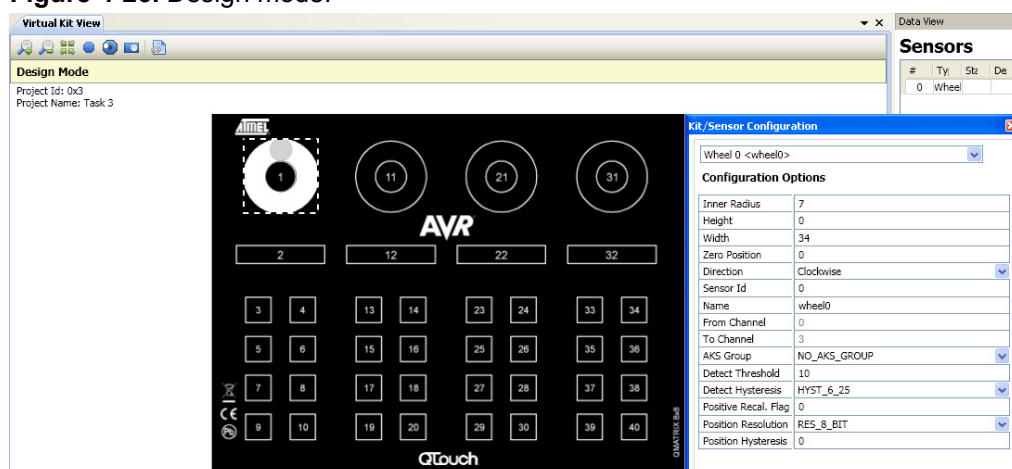 Figure 4-26. Design mode.
Virtual Kit View
Design Mode
Project Id: 0x3
Project Name: Task 3
ATMEL
1 11 21 31
AVR
2 12 22 32
3 4 13 14 23 24 33 34
5 6 15 16 25 26 35 36
7 8 17 18 27 28 37 38
9 10 19 20 29 30 39 40
QTouch
QMATRIX 8x8
CE
Pb
Data View
Sensors
# Ty Sta De
0 Wheel
Kit/Sensor Configuration
Wheel 0 <wheel0>
Configuration Options
Inner Radius 7
Height 0
Width 34
Zero Position 0
Direction Clockwise
Sensor Id 0
Name wheel0
From Channel 0
To Channel 3
AKS Group NO_AKS_GROUP
Detect Threshold 10
Detect Hysteresis HYST_6_25
Positive Recal. Flag 0
Position Resolution RES_8_BIT
Position Hysteresis 0